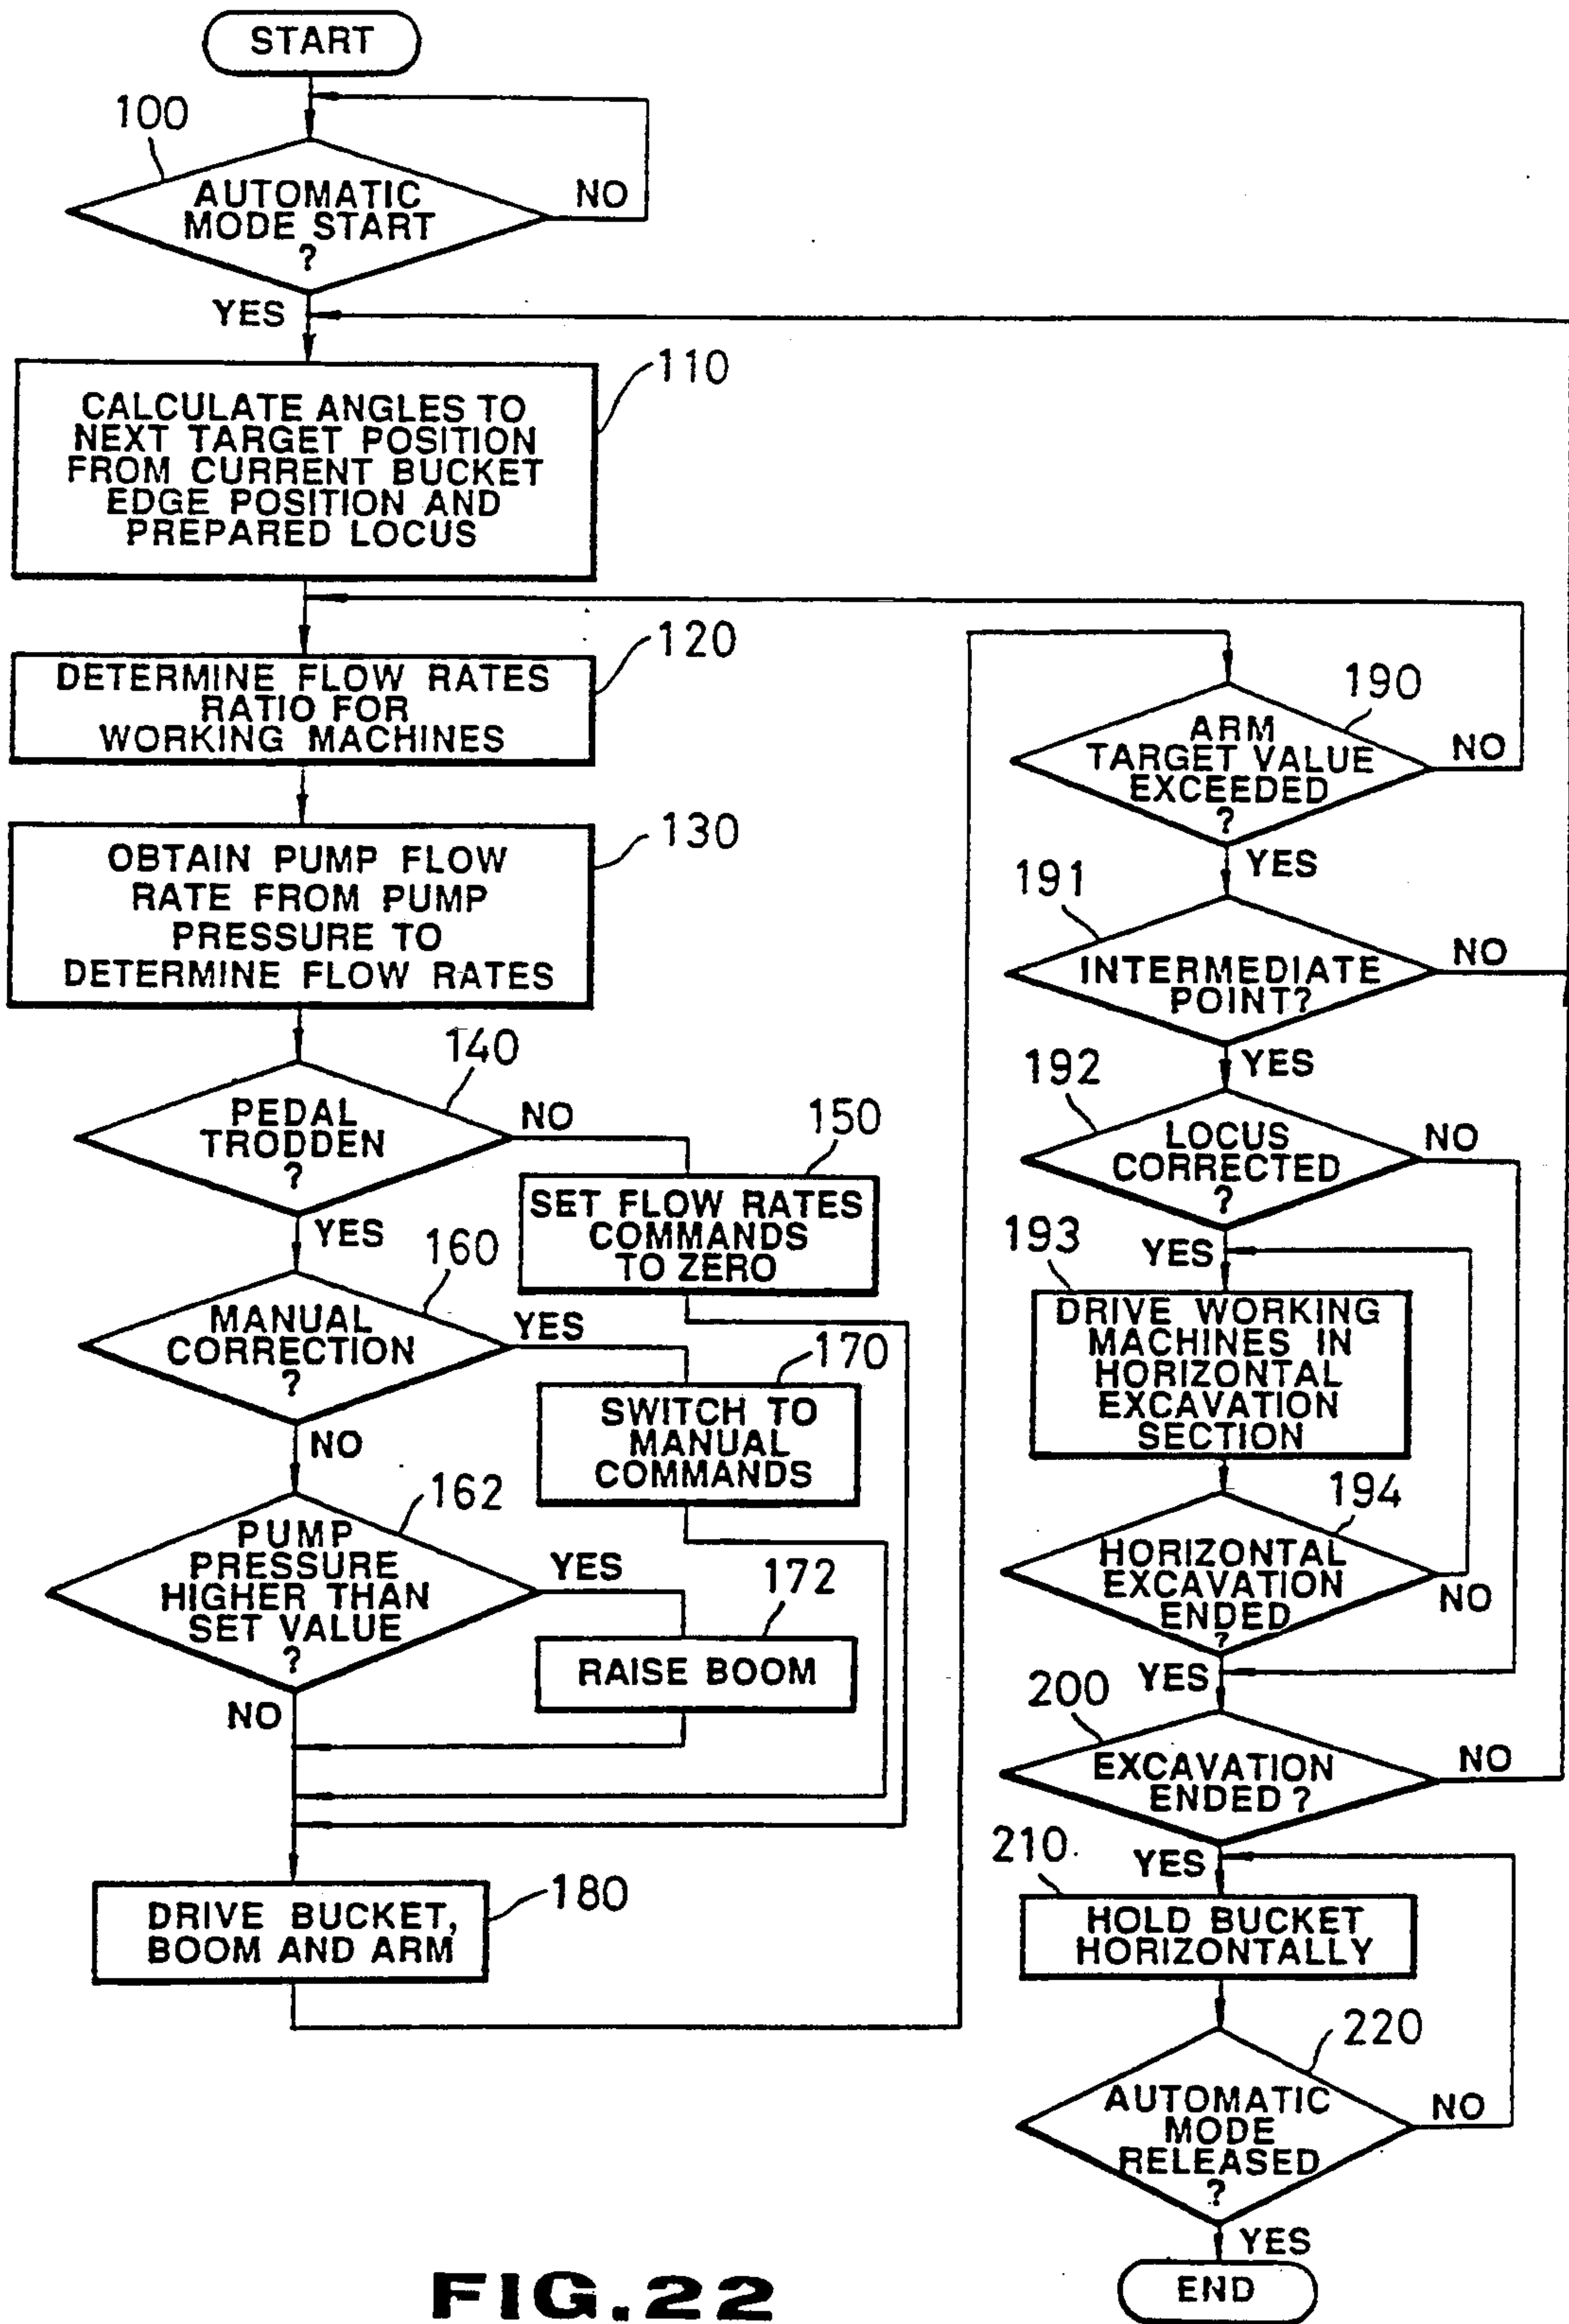 START
100
AUTOMATIC
MODE START
?
NO
YES
110
CALCULATE ANGLES TO
NEXT TARGET POSITION
FROM CURRENT BUCKET
EDGE POSITION AND
PREPARED LOCUS
120
DETERMINE FLOW RATES
RATIO FOR
WORKING MACHINES
130
OBTAIN PUMP FLOW
RATE FROM PUMP
PRESSURE TO
DETERMINE FLOW RATES
140
PEDAL
TRODDEN
?
NO
YES
150
SET FLOW RATES
COMMANDS
TO ZERO
160
MANUAL
CORRECTION
?
YES
NO
170
SWITCH TO
MANUAL
COMMANDS
162
PUMP
PRESSURE
HIGHER THAN
SET VALUE
?
YES
NO
172
RAISE BOOM
180
DRIVE BUCKET,
BOOM AND ARM
190
ARM
TARGET VALUE
EXCEEDED
?
NO
YES
191
INTERMEDIATE
POINT?
NO
YES
192
LOCUS
CORRECTED
?
NO
YES
193
DRIVE WORKING
MACHINES IN
HORIZONTAL
EXCAVATION
SECTION
194
HORIZONTAL
EXCAVATION
ENDED
?
NO
YES
200
EXCAVATION
ENDED?
NO
YES
210.
HOLD BUCKET
HORIZONTALLY
220
AUTOMATIC
MODE
RELEASED
?
NO
YES
END
FIG.22